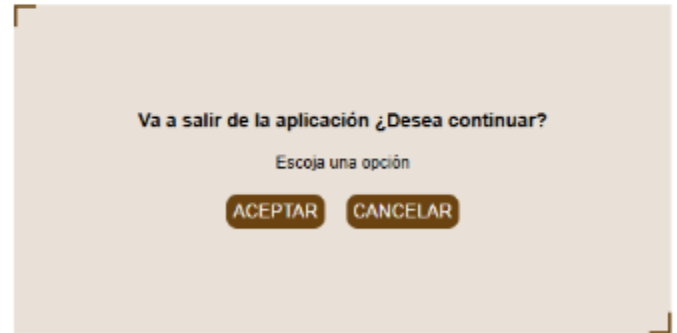 Va a salir de la aplicación ¿Desea continuar?
Escoja una opción
ACEPTAR CANCELAR